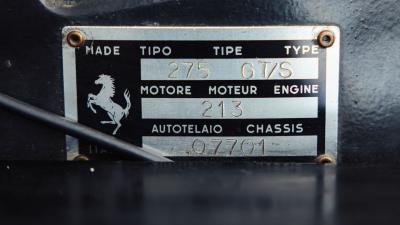 MADE TIPO TIPE TYPE
275 GT/S
MOTORE MOTEUR ENGINE
213
AUTOTELAIO CHASSIS
07701